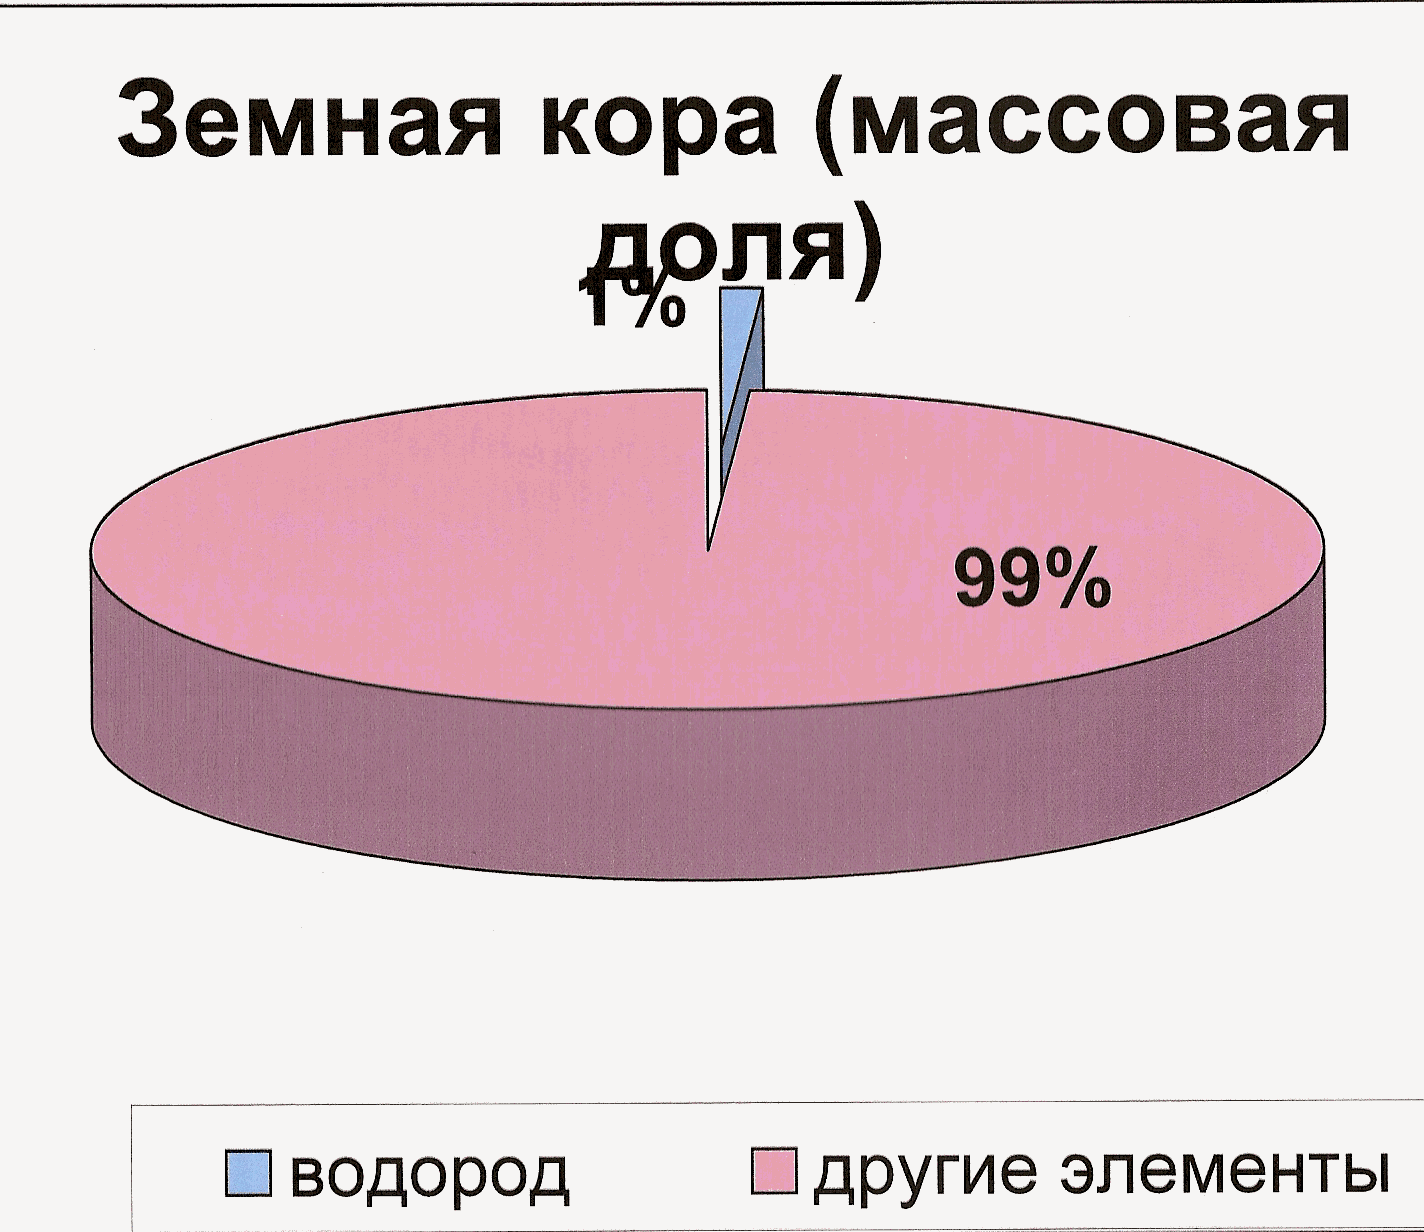 Земная кора (массовая
доля)
1%
99%
водород
другие элементы